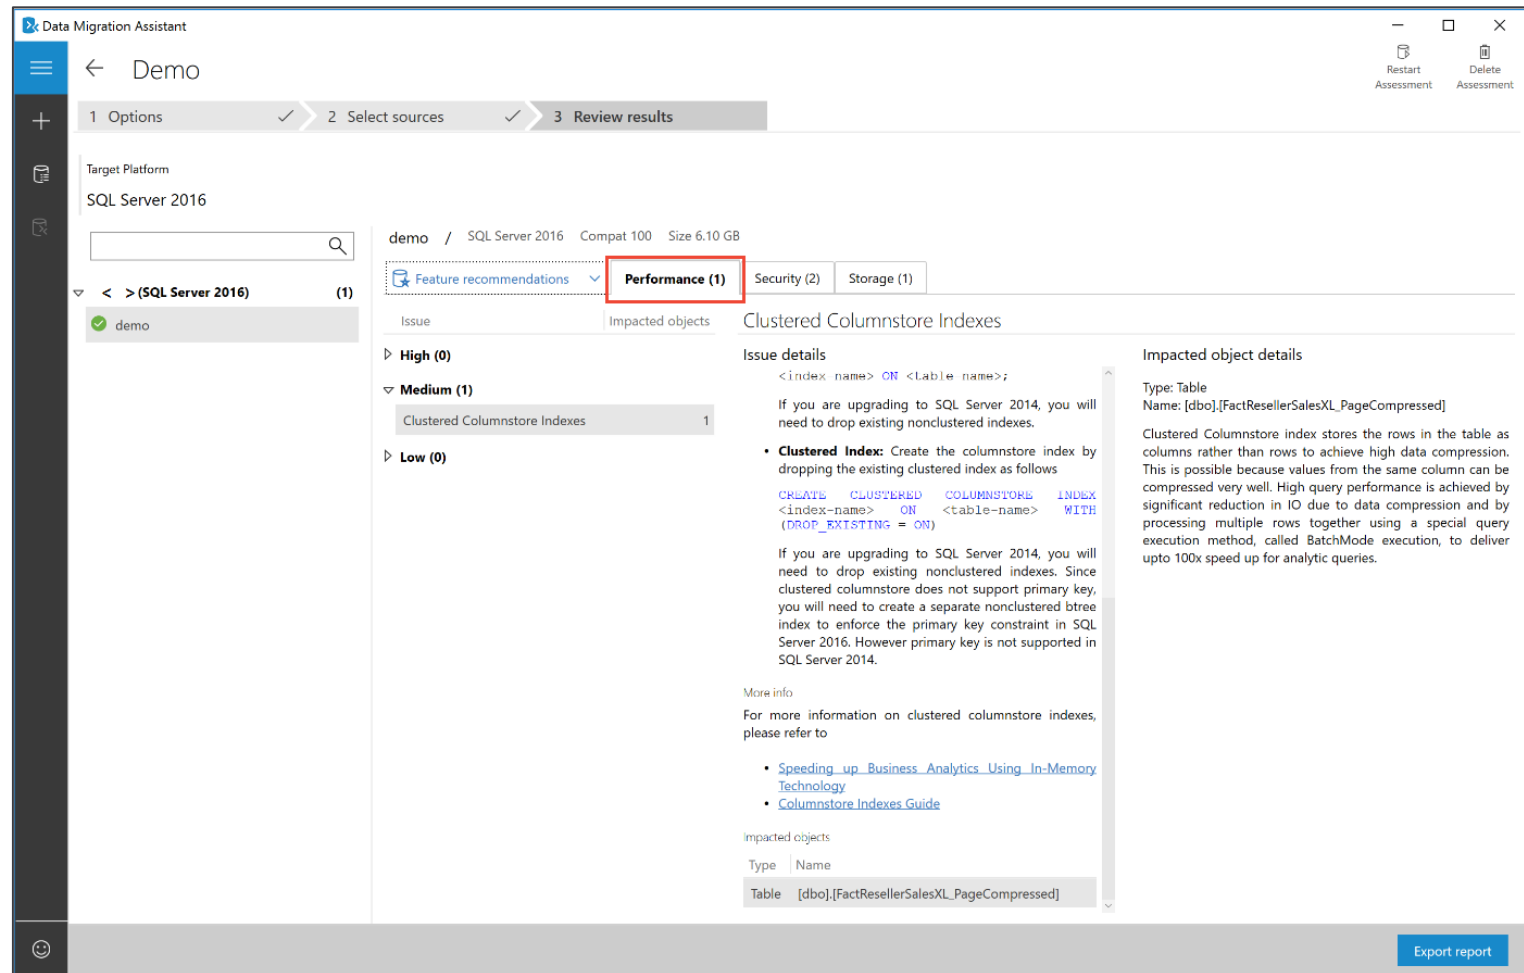 Data Migration Assistant
Demo
Restart
Assessment
Delete
Assessment
1 Options
2 Select sources
3 Review results
Target Platform
SQL Server 2016
demo / SQL Server 2016 Compat 100 Size 6.10 GB
Feature recommendations
Performance (1)
Security (2)
Storage (1)
< > (SQL Server 2016) (1)
demo
Issue Impacted objects
High (0)
Medium (1)
Clustered Columnstore Indexes 1
Low (0)
Clustered Columnstore Indexes
Issue details
<index name> ON <table name>;
If you are upgrading to SQL Server 2014, you will
need to drop existing nonclustered indexes.
• Clustered Index: Create the columnstore index by
dropping the existing clustered index as follows
CREATE CLUSTERED COLUMNSTORE INDEX
<index-name> ON <table-name> WITH
(DROP_EXISTING = ON)
If you are upgrading to SQL Server 2014, you will
need to drop existing nonclustered indexes. Since
clustered columnstore does not support primary key,
you will need to create a separate nonclustered btree
index to enforce the primary key constraint in SQL
Server 2016. However primary key is not supported in
SQL Server 2014.
More info
For more information on clustered columnstore indexes,
please refer to
• Speeding up Business Analytics Using In-Memory
Technology
• Columnstore Indexes Guide
Impacted objects
Type Name
Table [dbo].[FactResellerSalesXL_PageCompressed]
Impacted object details
Type: Table
Name: [dbo].[FactResellerSalesXL_PageCompressed]
Clustered Columnstore index stores the rows in the table as
columns rather than rows to achieve high data compression.
This is possible because values from the same column can be
compressed very well. High query performance is achieved by
significant reduction in IO due to data compression and by
processing multiple rows together using a special query
execution method, called BatchMode execution, to deliver
upto 100x speed up for analytic queries.
Export report